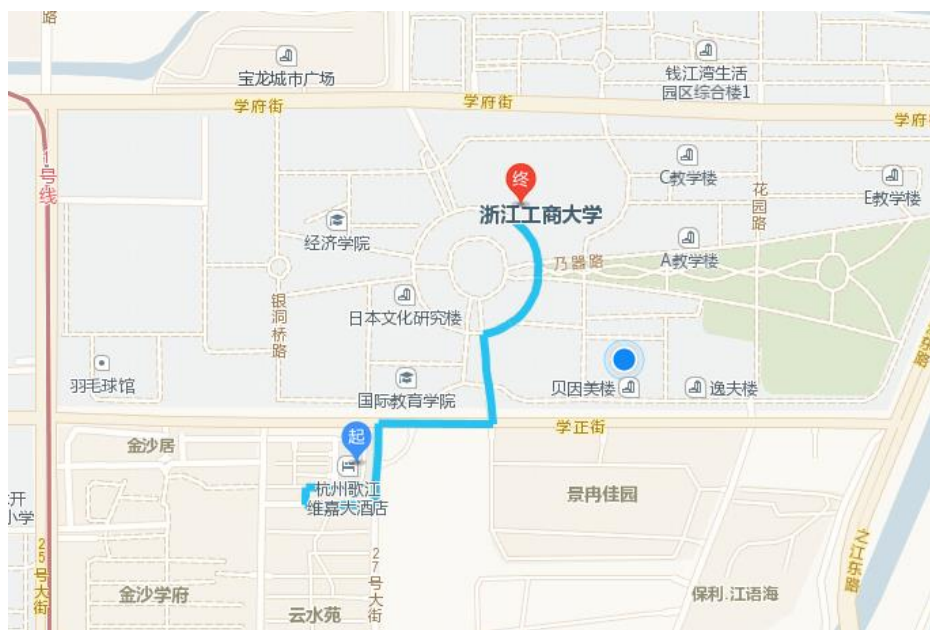 路
宝龙城市广场
钱江湾生活
园区综合楼1
学府街
学府街
学府
1号线
终
C教学楼
花园路
E教学楼
浙江工商大学
经济学院
乃器路
A教学楼
银洞桥路
日本文化研究楼
羽毛球馆
国际教育学院
贝因美楼
逸夫楼
东路
学正街
金沙居
起
杭州歌江
维嘉大酒店
开
小学
景冉佳园
25号大街
27号大街
之江东路
金沙学府
云水苑
保利.江语海